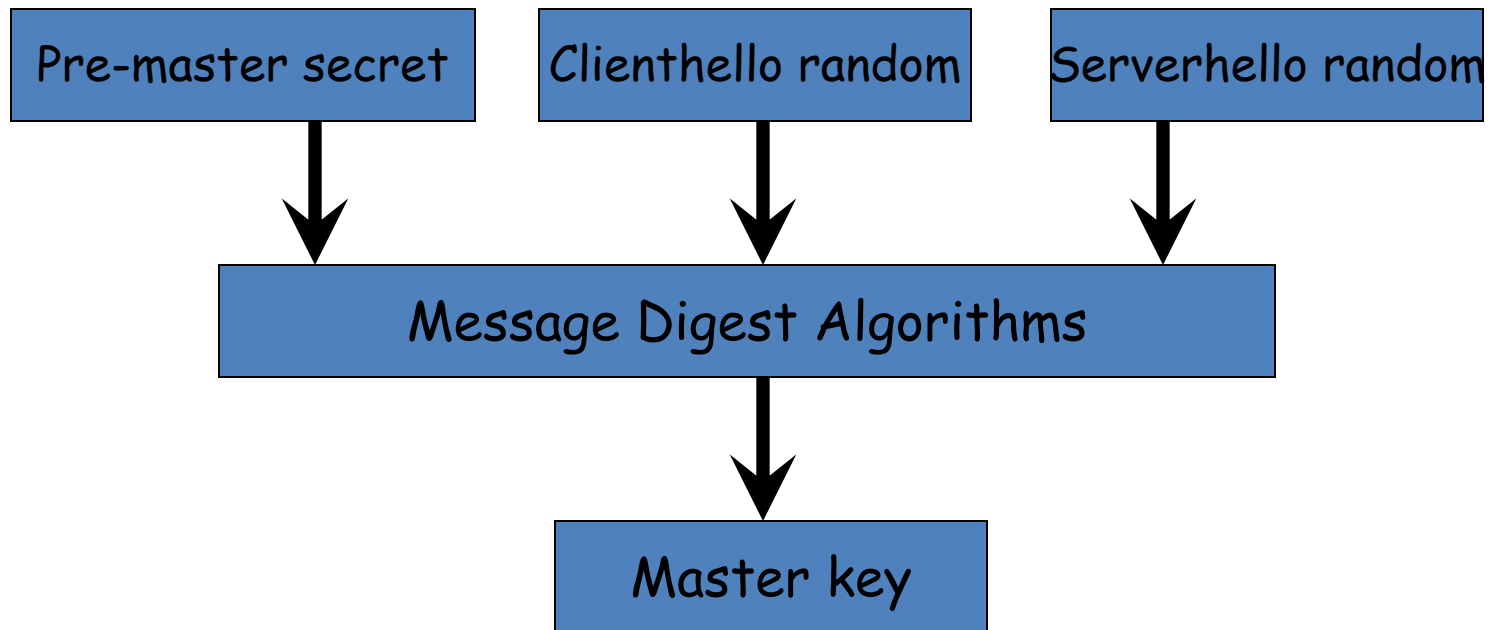 Pre-master secret
Clienthello random
Serverhello random
Message Digest Algorithms
Master key